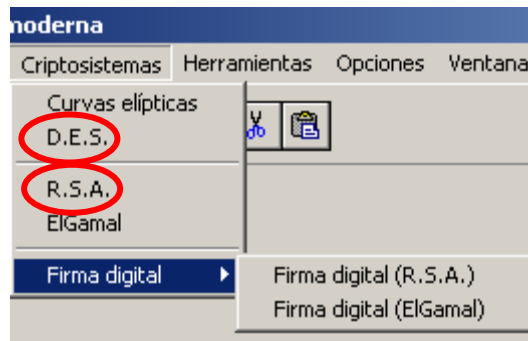 moderna
Criptosistemas Herramientas Opciones Ventana
Curvas elípticas
D.E.S.
R.S.A.
ElGamal
Firma digital
Firma digital (R.S.A.)
Firma digital (ElGamal)